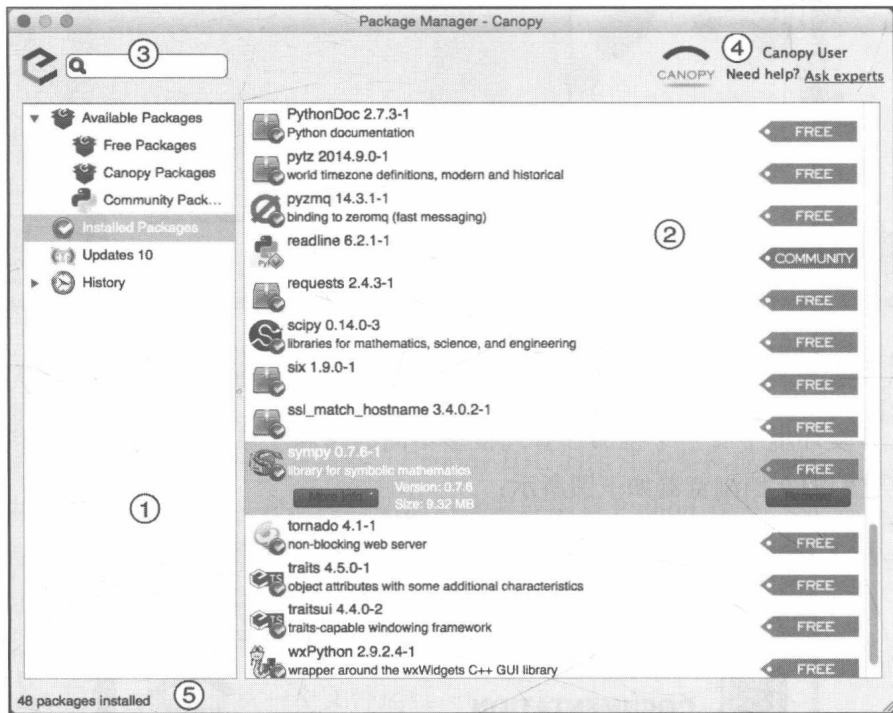 Package Manager - Canopy
③
④
Canopy User
CANOPY
Need help? Ask experts
Available Packages
Free Packages
Canopy Packages
Community Pack...
Installed Packages
Updates 10
History
①
PythonDoc 2.7.3-1
Python documentation
FREE
pytz 2014.9.0-1
world timezone definitions, modern and historical
FREE
pyzmq 14.3.1-1
binding to zeromq (fast messaging)
FREE
②
readline 6.2.1-1
COMMUNITY
requests 2.4.3-1
FREE
scipy 0.14.0-3
libraries for mathematics, science, and engineering
FREE
six 1.9.0-1
FREE
ssl_match_hostname 3.4.0.2-1
FREE
sympy 0.7.6-1
library for symbolic mathematics
FREE
More Info
Version: 0.7.6
Size: 9.32 MB
Remove
tornado 4.1-1
non-blocking web server
FREE
traits 4.5.0-1
object attributes with some additional characteristics
FREE
traitsui 4.4.0-2
traits-capable windowing framework
FREE
wxPython 2.9.2.4-1
wrapper around the wxWidgets C++ GUI library
FREE
48 packages installed
⑤